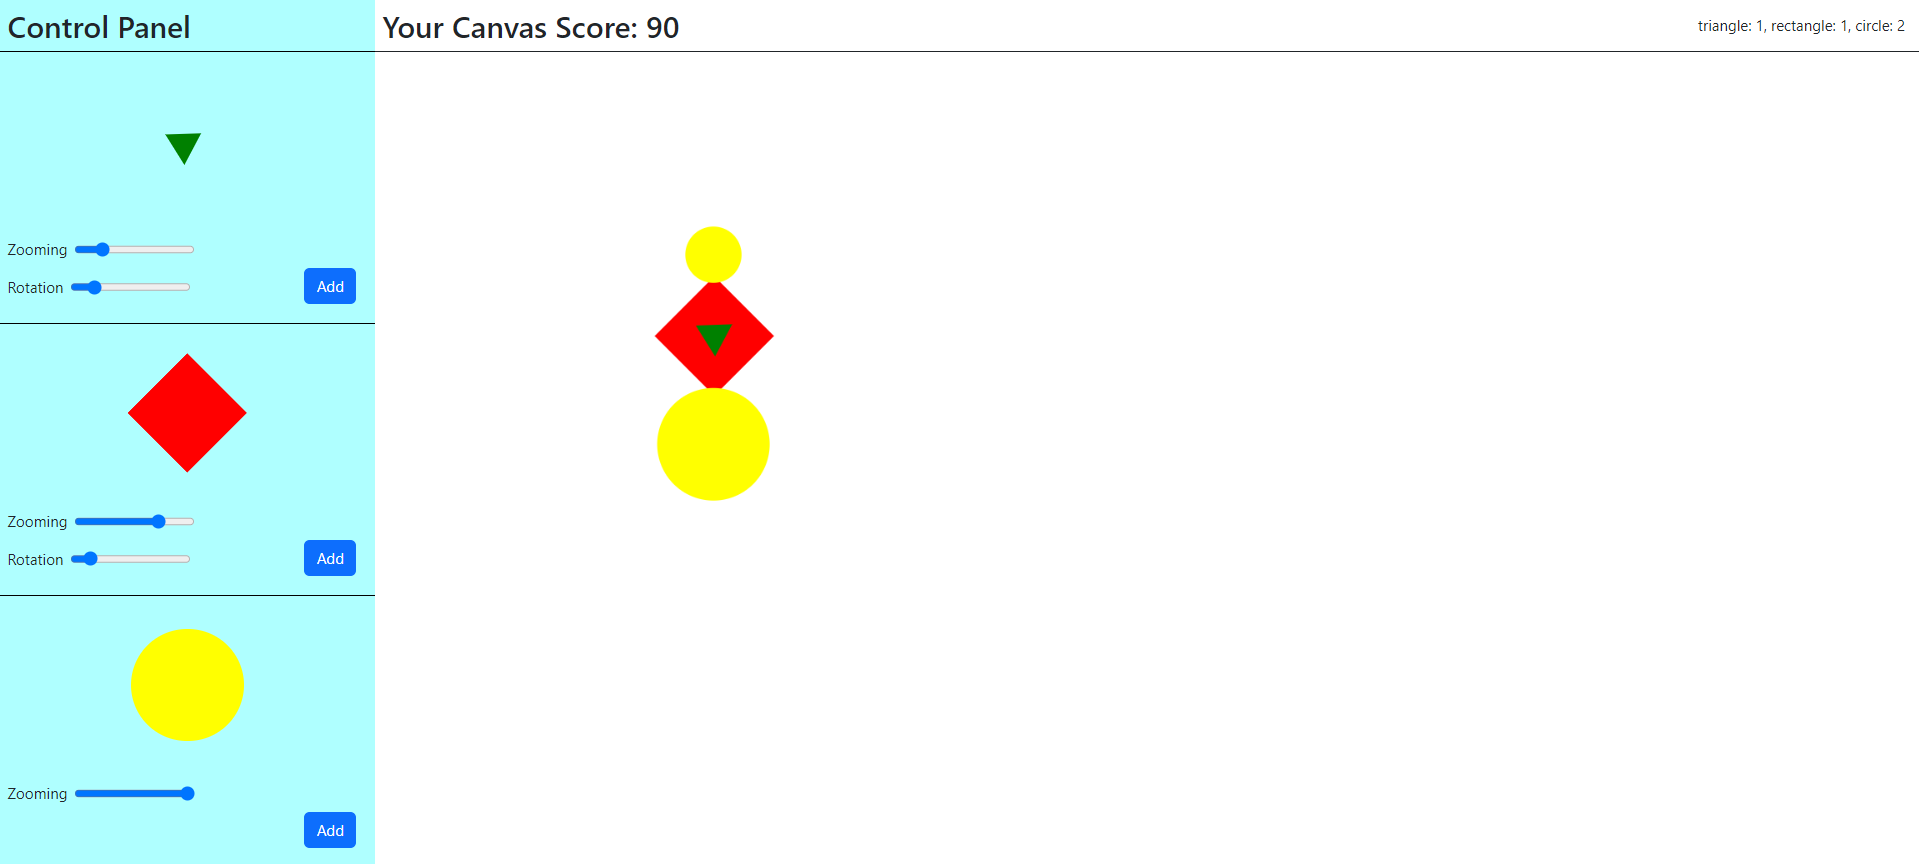 Control Panel
Your Canvas Score: 90
triangle: 1, rectangle: 1, circle: 2
Zooming
Rotation
Add
Zooming
Rotation
Add
Zooming
Add